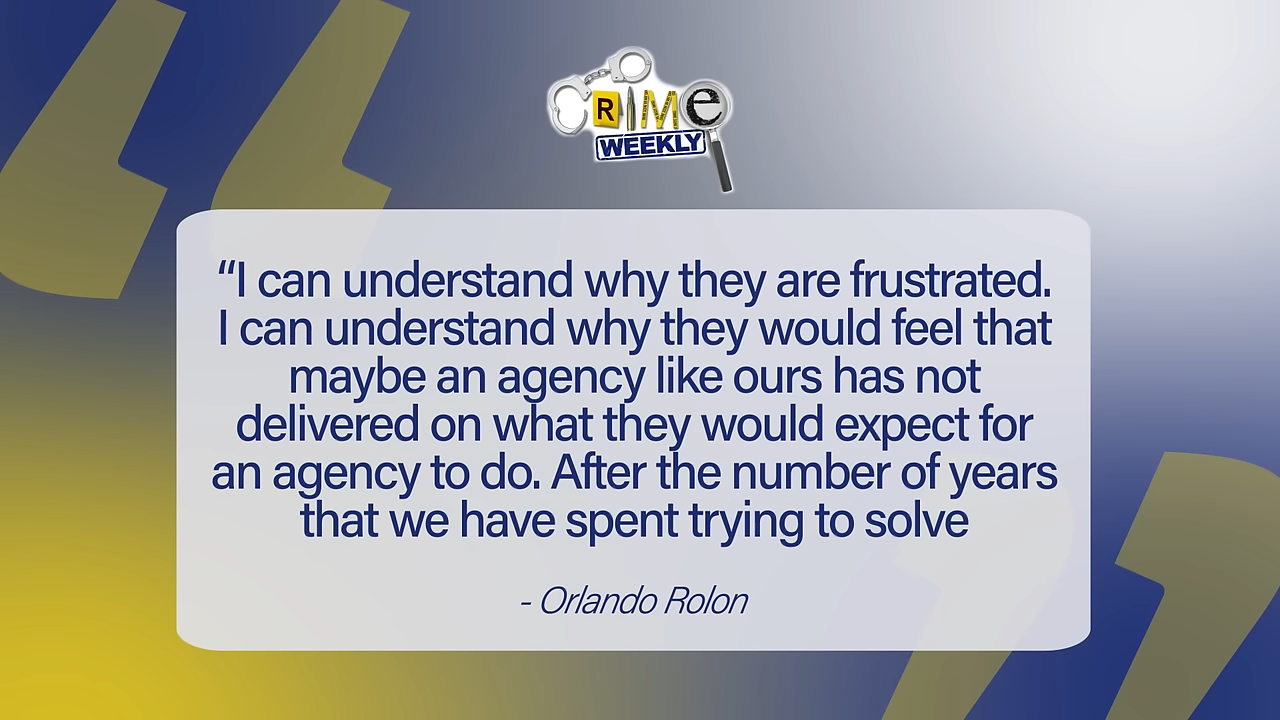 CRIMe
WEEKLY
“I can understand why they are frustrated.
I can understand why they would feel that
maybe an agency like ours has not
delivered on what they would expect for
an agency to do. After the number of years
that we have spent trying to solve
- Orlando Rolon